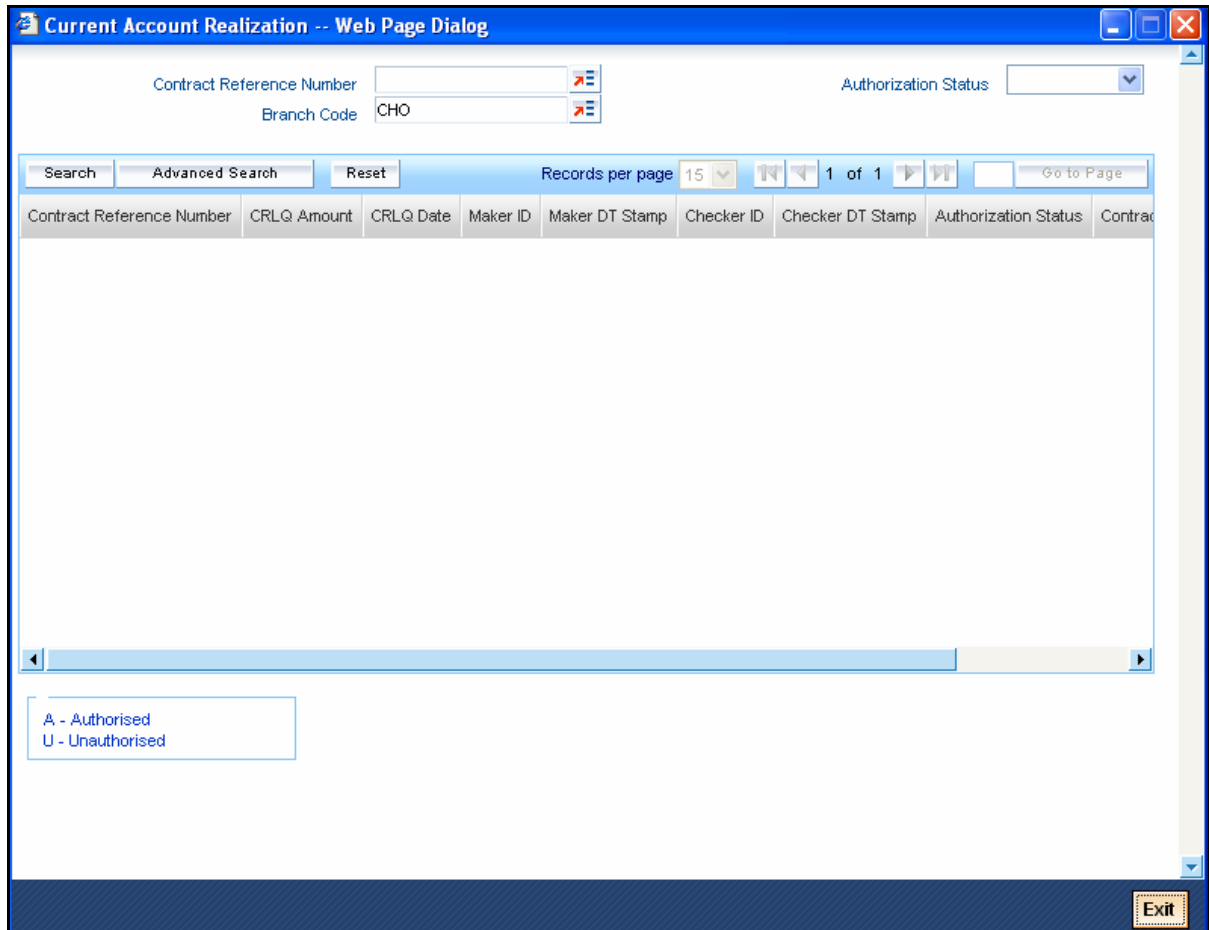 Current Account Realization -- Web Page Dialog
Contract Reference Number
Authorization Status
Branch Code CHO
Search Advanced Search Reset Records per page 15 1 of 1 Go to Page
Contract Reference Number CRLQ Amount CRLQ Date Maker ID Maker DT Stamp Checker ID Checker DT Stamp Authorization Status Contrac
A - Authorised
U - Unauthorised
Exit